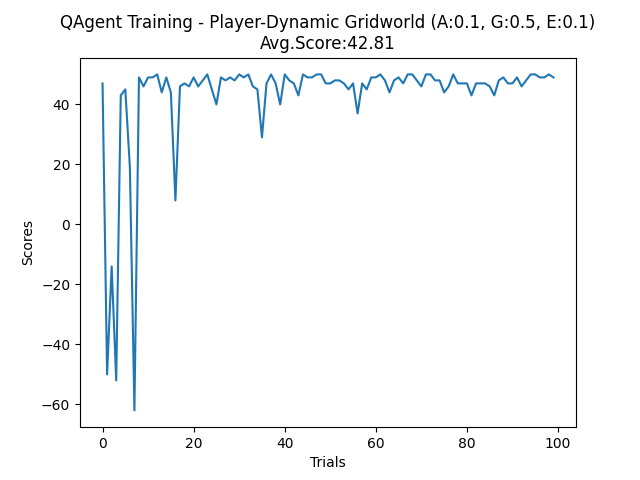 QAgent Training - Player-Dynamic Gridworld (A:0.1, G:0.5, E:0.1)
Avg.Score:42.81
40
20
0
−20
−40
−60
Scores
0 20 40 60 80 100
Trials